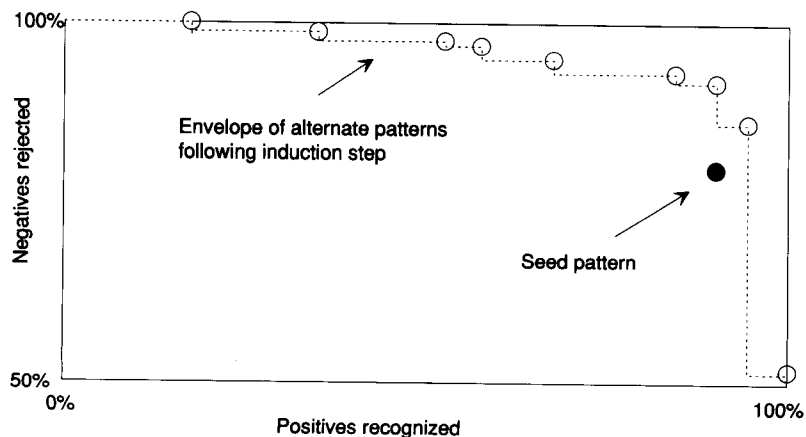 100%
Negatives rejected
Envelope of alternate patterns
following induction step
Seed pattern
50%
0%
100%
Positives recognized